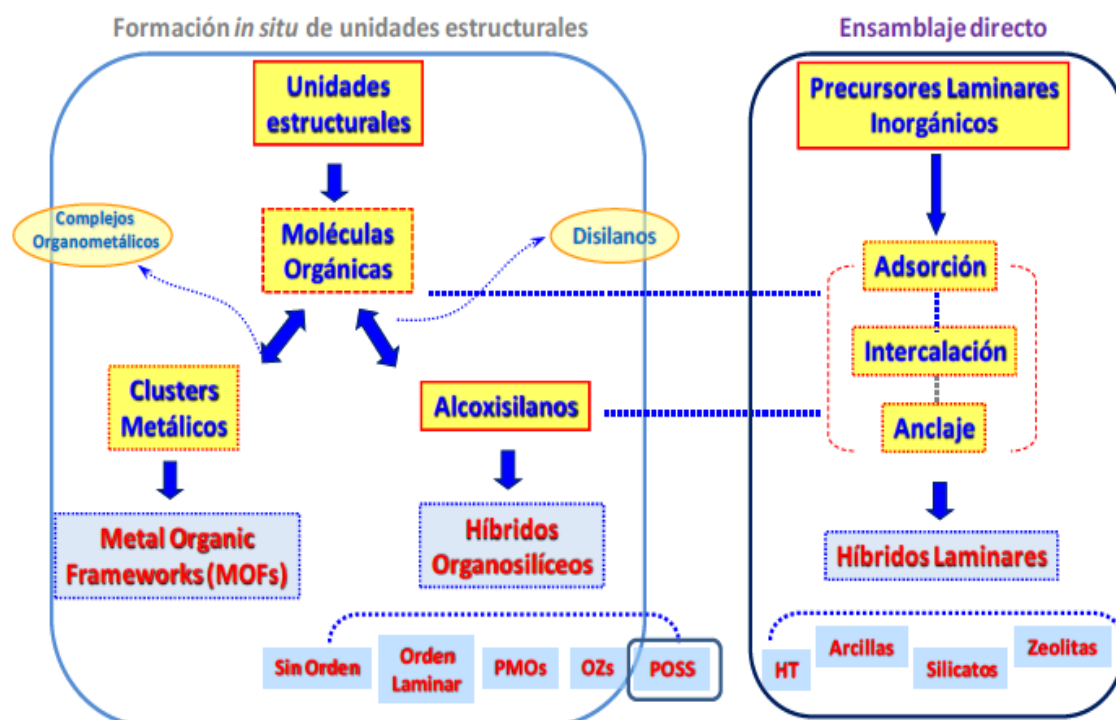 Formación in situ de unidades estructurales
Unidades
estructurales
Complejos
Organometálicos
Moléculas
Orgánicas
Disilanos
Clusters
Metálicos
Alcoxisilanos
Metal Organic
Frameworks (MOFs)
Híbridos
Organosilíceos
Sin Orden
Orden
Laminar
PMOs
OZs
POSS
Ensamblaje directo
Precursores Laminares
Inorgánicos
Adsorción
Intercalación
Anclaje
Híbridos Laminares
HT
Arcillas
Silicatos
Zeolitas